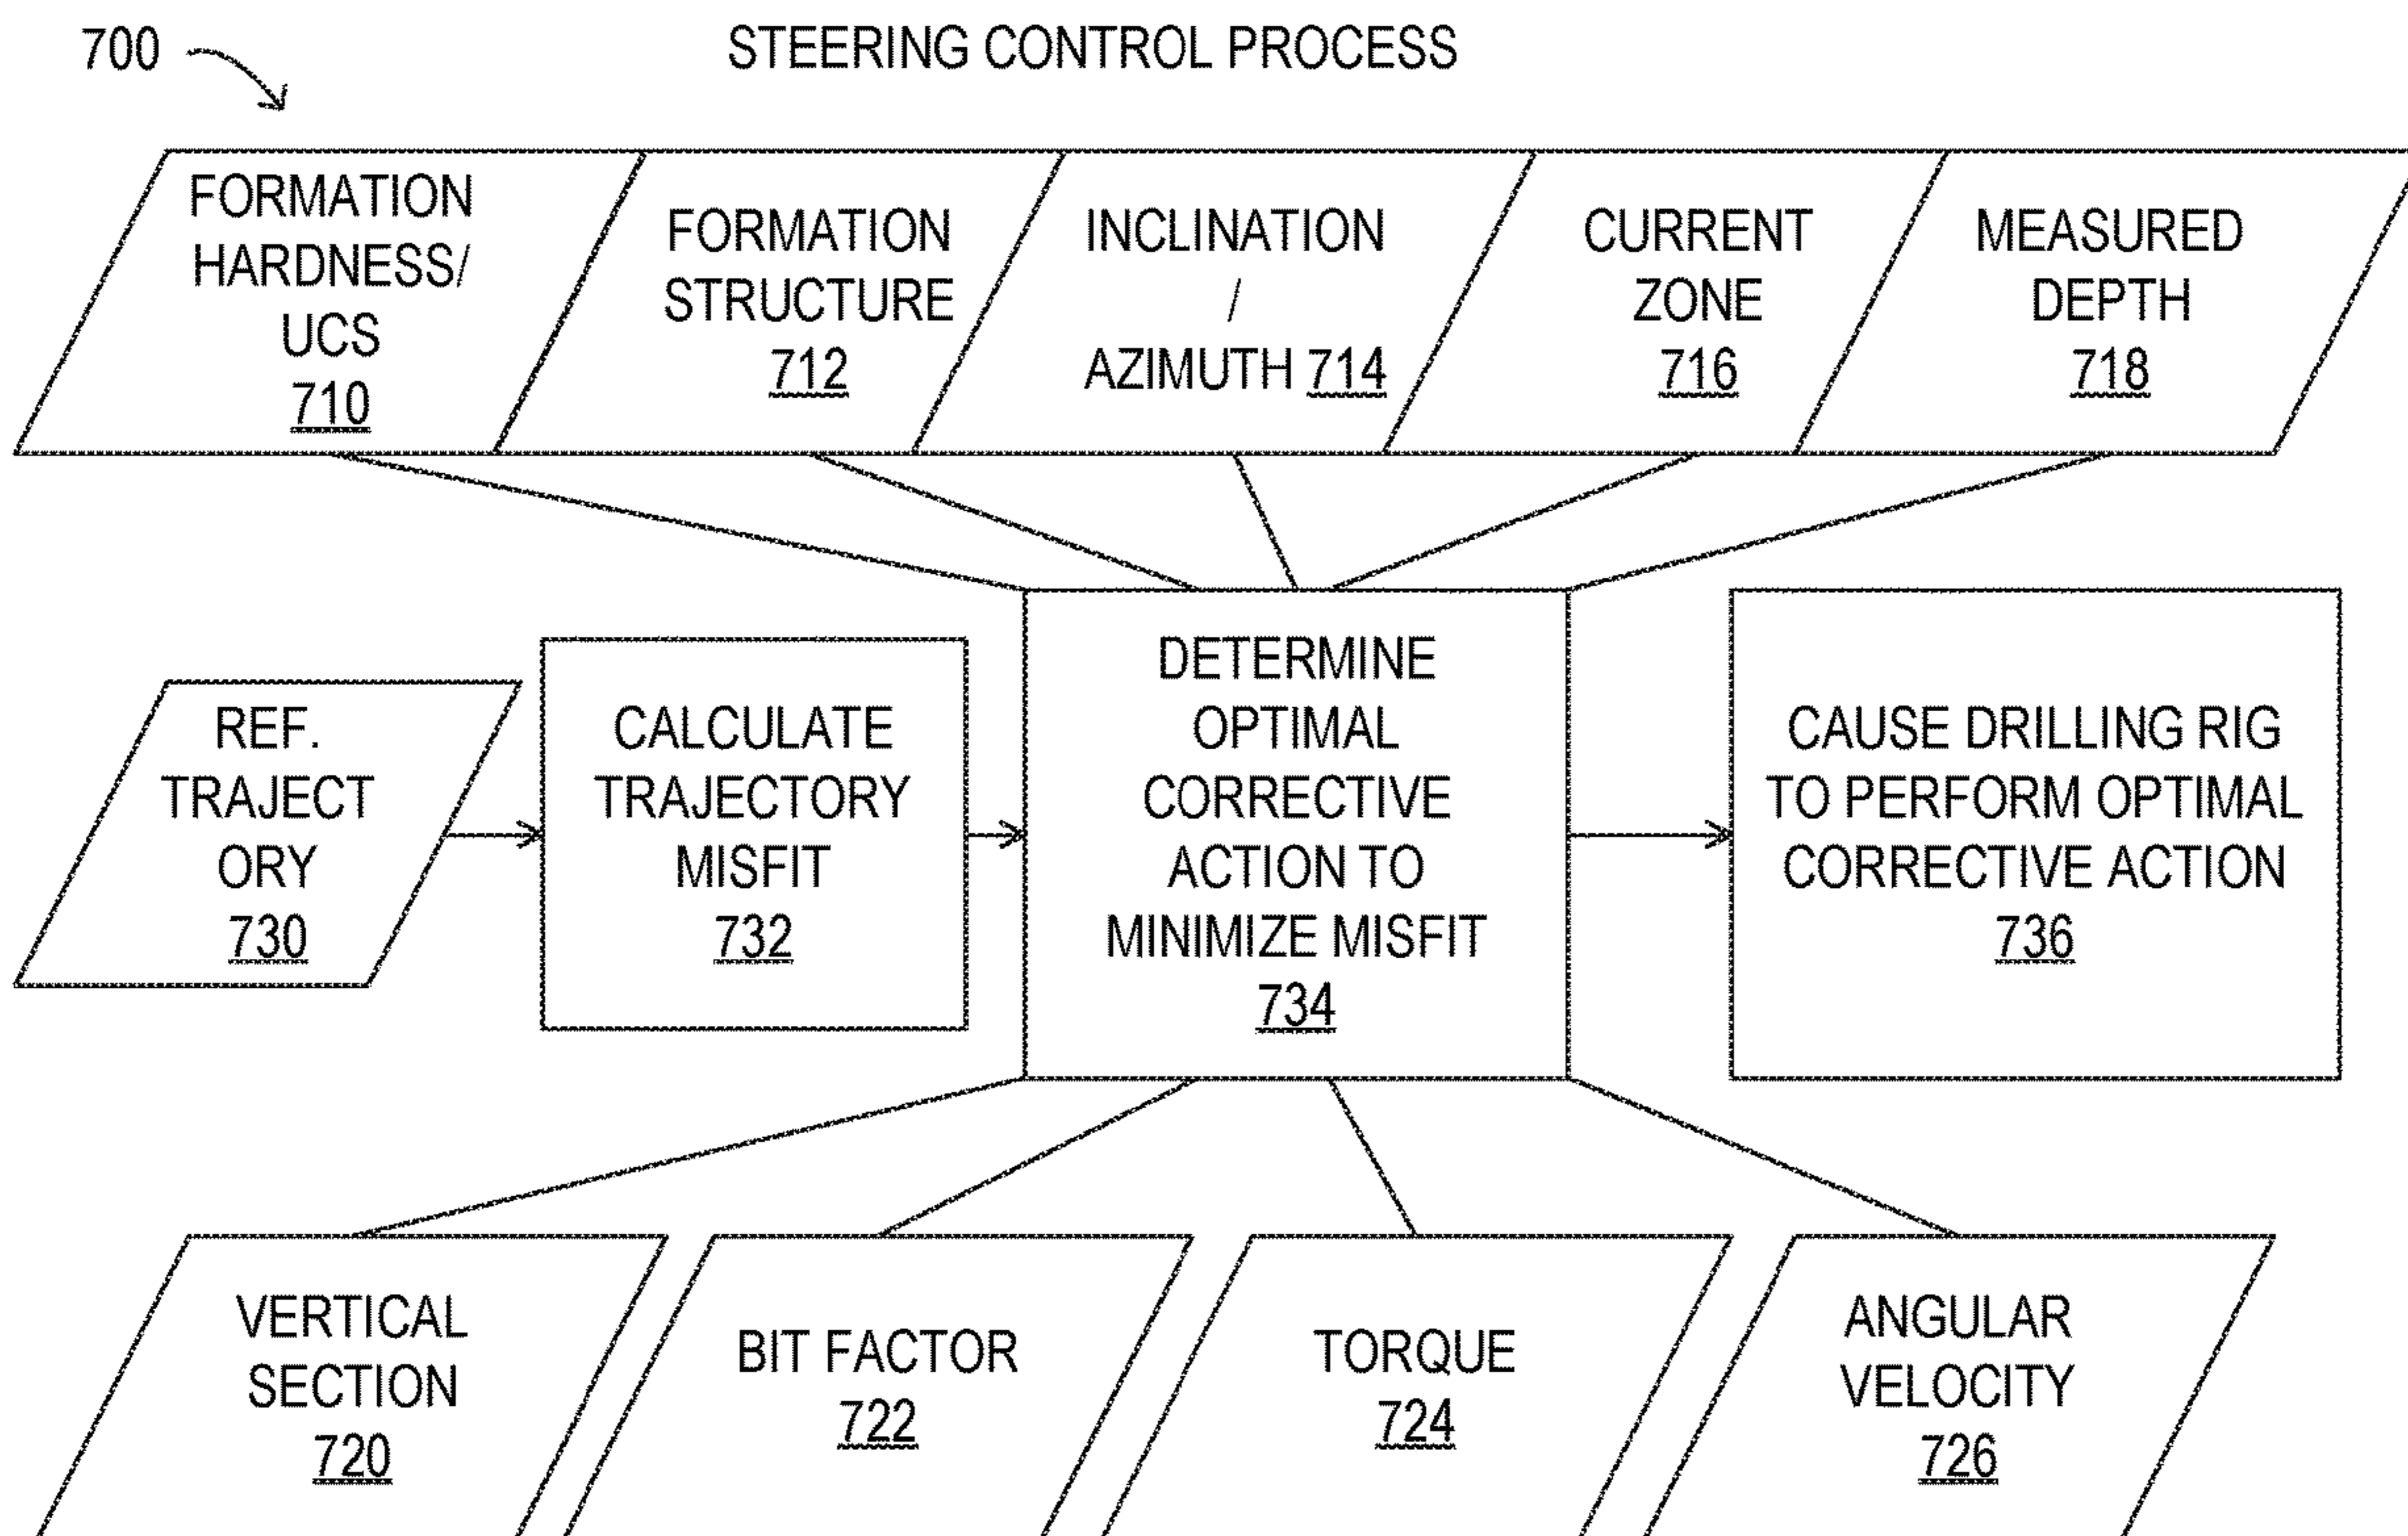 700
STEERING CONTROL PROCESS
FORMATION
HARDNESS/
UCS
710
FORMATION
STRUCTURE
712
INCLINATION
/
AZIMUTH 714
CURRENT
ZONE
716
MEASURED
DEPTH
718
REF.
TRAJECT
ORY
730
CALCULATE
TRAJECTORY
MISFIT
732
DETERMINE
OPTIMAL
CORRECTIVE
ACTION TO
MINIMIZE MISFIT
734
CAUSE DRILLING RIG
TO PERFORM OPTIMAL
CORRECTIVE ACTION
736
VERTICAL
SECTION
720
BIT FACTOR
722
TORQUE
724
ANGULAR
VELOCITY
726